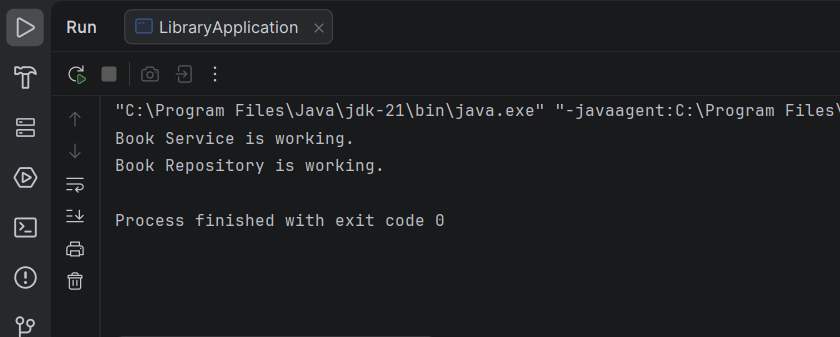 Run LibraryApplication
"C:\Program Files\Java\jdk-21\bin\java.exe" "-javaagent:C:\Program Files\
Book Service is working.
Book Repository is working.
Process finished with exit code 0